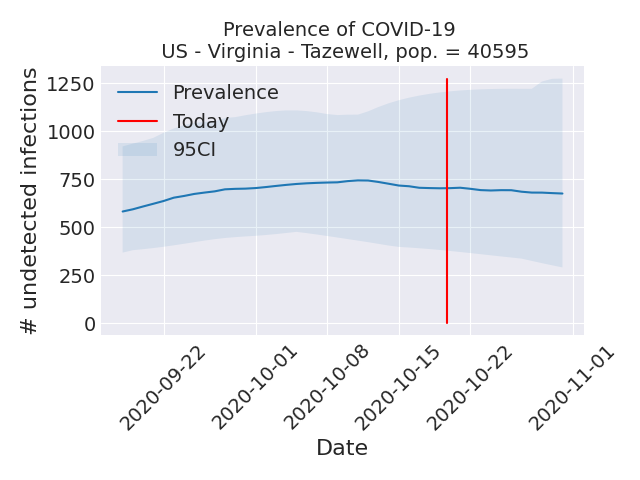 Prevalence of COVID-19
US - Virginia - Tazewell, pop. = 40595
# undetected infections
1250
1000
750
500
250
0
Prevalence
Today
95CI
2020-09-22
2020-10-01
2020-10-08
2020-10-15
2020-10-22
2020-11-01
Date